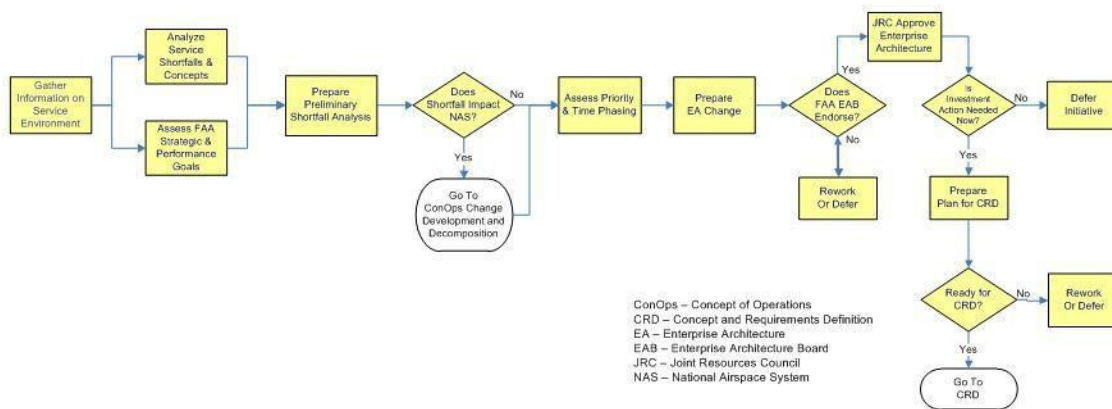 Gather
Information on
Service
Environment
Analyze
Service
Shortfalls &
Concepts
Assess FAA
Strategic &
Performance
Goals
Prepare
Preliminary
Shortfall Analysis
Does
Shortfall Impact
NAS?
No
Yes
Go To
ConOps Change
Development and
Decomposition
Assess Priority
& Time Phasing
Prepare
EA Change
Does
FAA EAB
Endorse?
Yes
No
Rework
Or Defer
JRC Approve
Enterprise
Architecture
Is
Investment
Action Needed
Now?
No
Defer
Initiative
Yes
Prepare
Plan for CRD
Ready for
CRD?
No
Rework
Or Defer
Yes
Go To
CRD
ConOps – Concept of Operations
CRD – Concept and Requirements Definition
EA – Enterprise Architecture
EAB – Enterprise Architecture Board
JRC – Joint Resources Council
NAS – National Airspace System